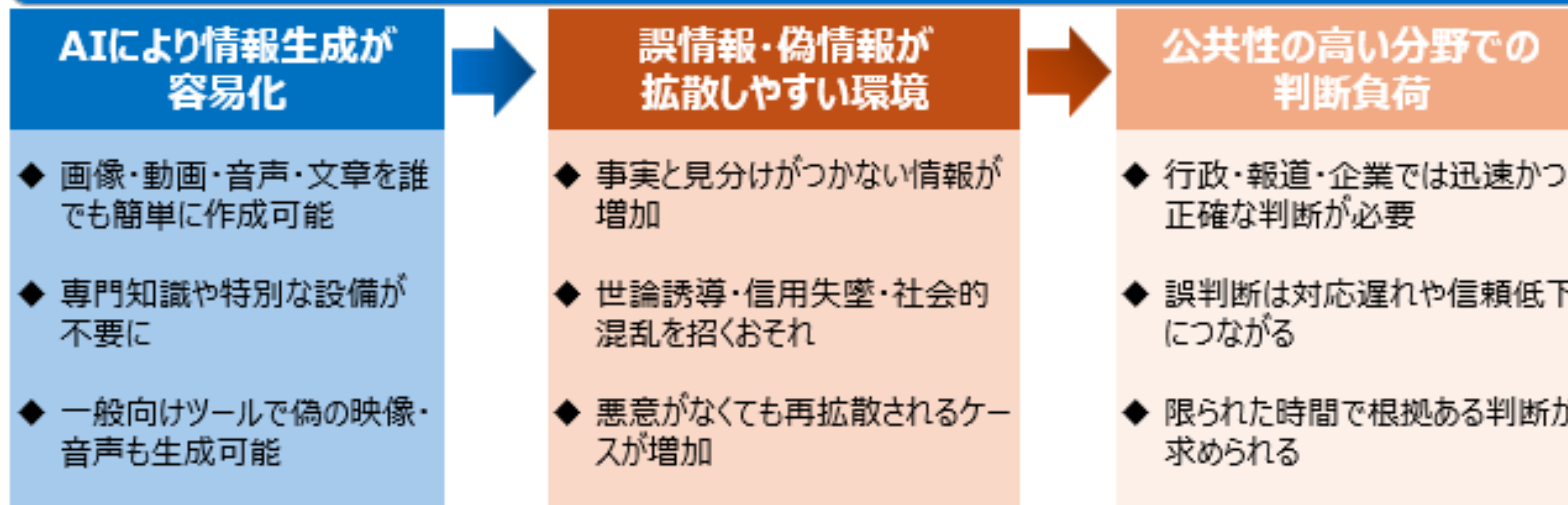 AIにより情報生成が
容易化
◆ 画像・動画・音声・文章を誰
でも簡単に作成可能
◆ 専門知識や特別な設備が
不要に
◆ 一般向けツールで偽の映像・
音声も生成可能
誤情報・偽情報が
拡散しやすい環境
◆ 事実と見分けがつかない情報が
増加
◆ 世論誘導・信用失墜・社会的
混乱を招くおそれ
◆ 悪意がなくても再拡散されるケー
スが増加
公共性の高い分野での
判断負荷
◆ 行政・報道・企業では迅速かつ
正確な判断が必要
◆ 誤判断は対応遅れや信頼低下
につながる
◆ 限られた時間で根拠ある判断が
求められる